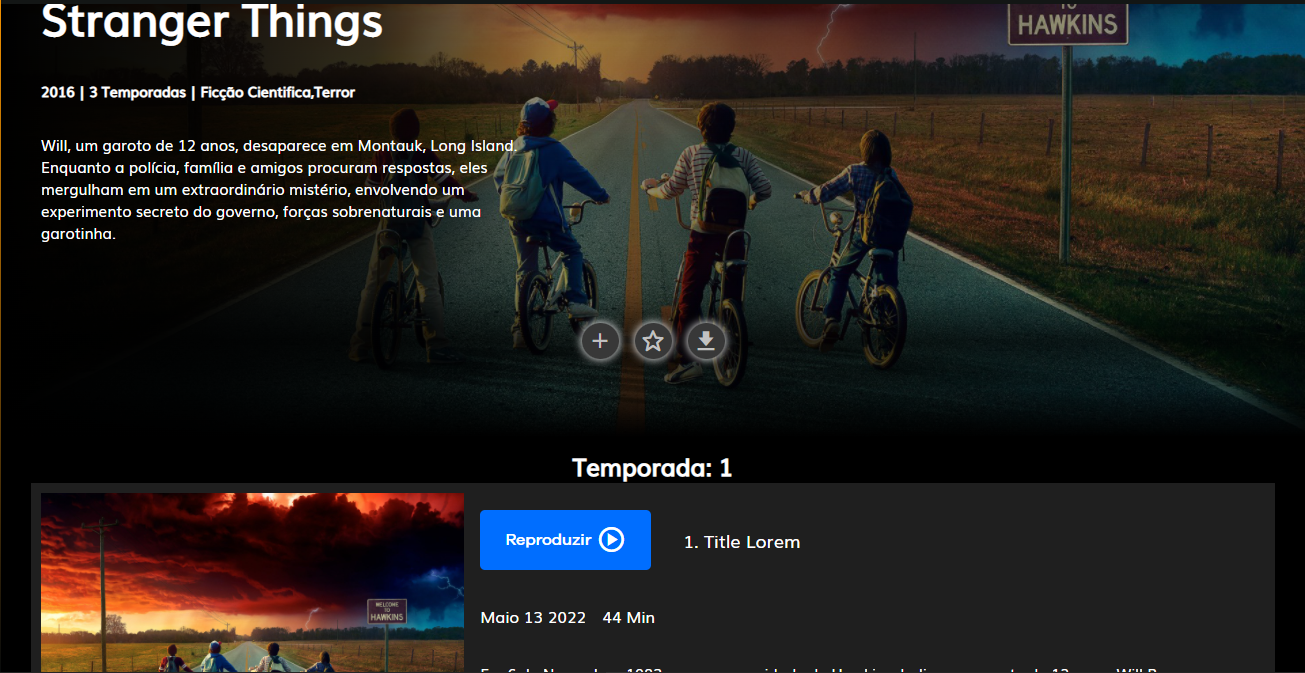 Stranger Things
TO
HAWKINS
2016 | 3 Temporadas | Ficção Cientifica,Terror
Will, um garoto de 12 anos, desaparece em Montauk, Long Island.
Enquanto a polícia, família e amigos procuram respostas, eles
mergulham em um extraordinário mistério, envolvendo um
experimento secreto do governo, forças sobrenaturais e uma
garotinha.
Temporada: 1
Reproduzir
1. Title Lorem
WELCOME
TO
HAWKINS
Maio 13 2022 44 Min